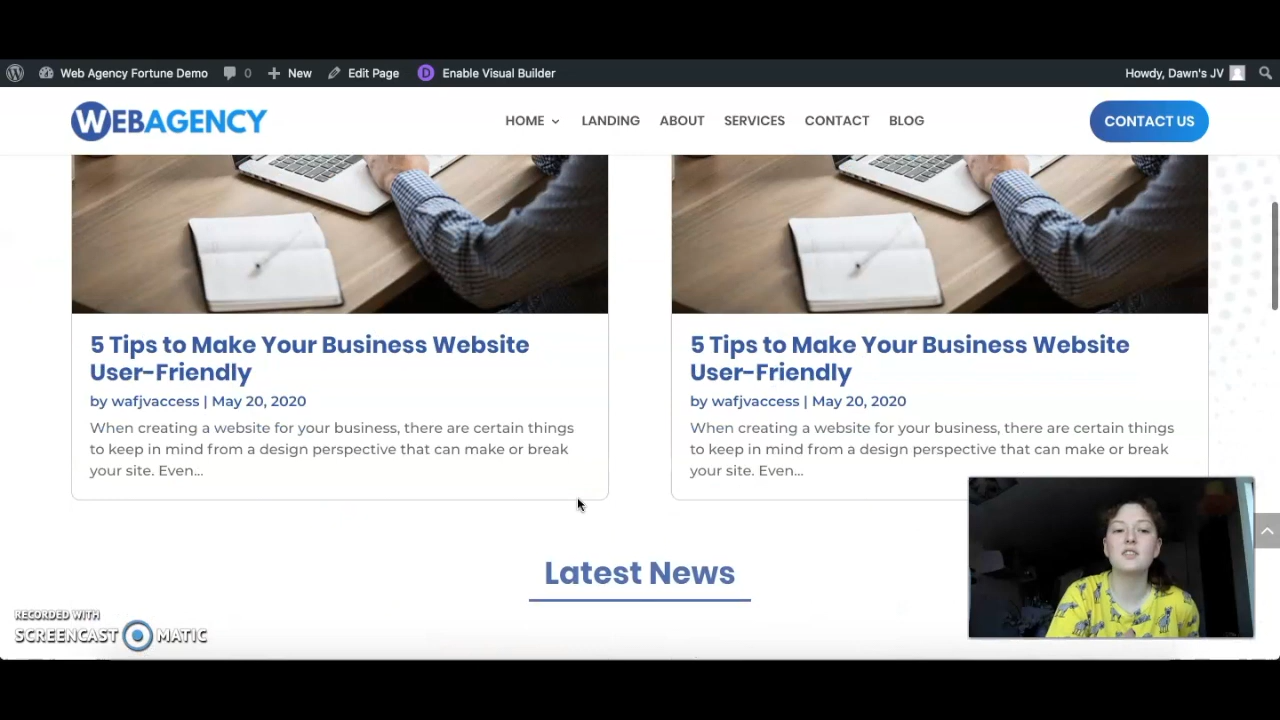 Web Agency Fortune Demo 0 New Edit Page D Enable Visual Builder Howdy, Dawn's JV
WEBAGENCY HOME LANDING ABOUT SERVICES CONTACT BLOG CONTACT US
5 Tips to Make Your Business Website
User-Friendly
by wafjvaccess | May 20, 2020
When creating a website for your business, there are certain things
to keep in mind from a design perspective that can make or break
your site. Even...
5 Tips to Make Your Business Website
User-Friendly
by wafjvaccess | May 20, 2020
When creating a website for your business, there are certain things
to keep in mind from a design perspective that can make or break
your site. Even...
Latest News
RECORDED WITH
SCREENCAST MATIC